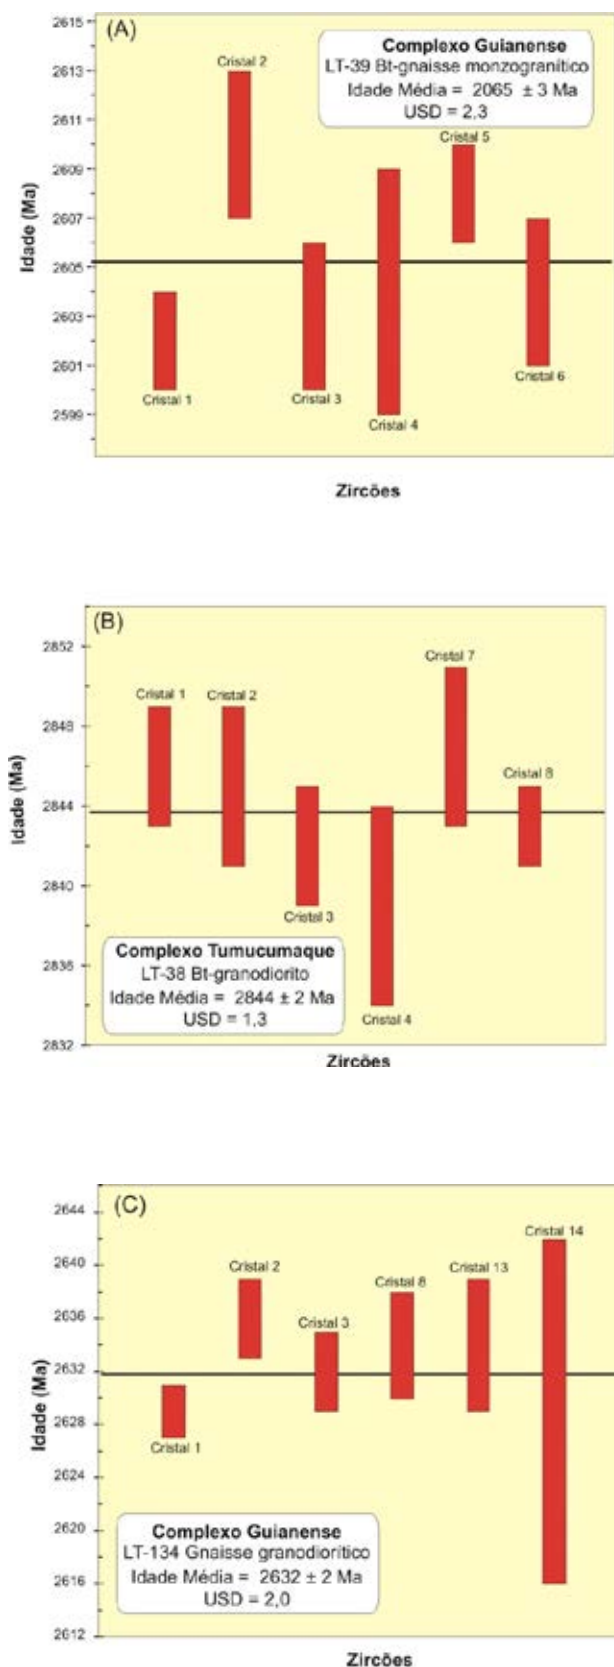 (A)
Complexo Guianense
LT-39 Bt-gnaisse monzogranítico
Idade Média = 2065 ± 3 Ma
USD = 2,3
Idade (Ma)
2615
2613
2611
2609
2607
2605
2603
2601
2599
Cristal 1
Cristal 2
Cristal 3
Cristal 4
Cristal 5
Cristal 6
Zircões
(B)
Idade (Ma)
2852
2848
2844
2840
2836
2832
Cristal 1
Cristal 2
Cristal 3
Cristal 4
Cristal 7
Cristal 8
Complexo Tumucumaque
LT-38 Bt-granodiorito
Idade Média = 2844 ± 2 Ma
USD = 1,3
Zircões
(C)
Idade (Ma)
2644
2640
2636
2632
2628
2624
2620
2616
2612
Cristal 1
Cristal 2
Cristal 3
Cristal 8
Cristal 13
Cristal 14
Complexo Guianense
LT-134 Gnaisse granodiorítico
Idade Média = 2632 ± 2 Ma
USD = 2,0
Zircões